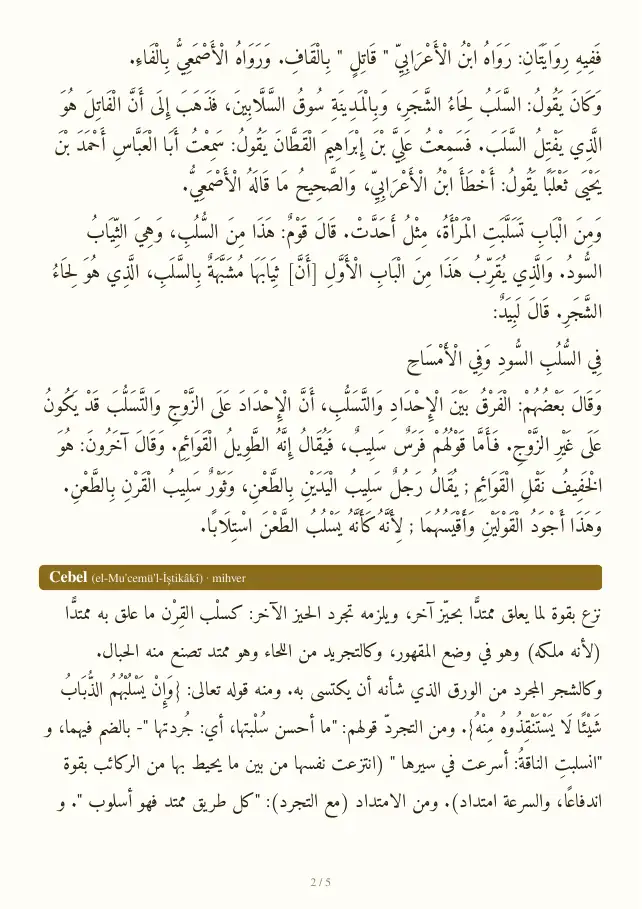 فَفِيهِ رِوَايَتَانِ: رَوَاهُ ابْنُ الْأَعْرَابِيِّ " قَاتِلٍ " بِالْقَافِ. وَرَوَاهُ الْأَصْمَعِيُّ بِالْفَاءِ.
وَكَانَ يَقُولُ: السَّلَبُ لِحَاءُ الشَّجَرِ، وَبِالْمَدِينَةِ سُوقُ السَّلَّابِينَ، فَذَهَبَ إِلَى أَنَّ الْفَاتِلَ هُوَ
الَّذِي يَفْتِلُ السَّلَبَ. فَسَمِعْتُ عَلِيَّ بْنَ إِبْرَاهِيمَ الْقَطَّانَ يَقُولُ: سَمِعْتُ أَبَا الْعَبَّاسِ أَحْمَدَ بْنَ
يَحْيَى ثَعْلَبًا يَقُولُ: أَخْطَأَ ابْنُ الْأَعْرَابِيِّ، وَالصَّحِيحُ مَا قَالَهُ الْأَصْمَعِيُّ.
وَمِنَ الْبَابِ تَسَلَّبَتِ الْمَرْأَةُ، مِثْلُ أَحَدَّتْ. قَالَ قَوْمٌ: هَذَا مِنَ السُّلُبِ، وَهِيَ الثِّيَابُ
السُّودُ. وَالَّذِي يُقَرِّبُ هَذَا مِنَ الْبَابِ الْأَوَّلِ [أَنَّ] ثِيَابَهَا مُشَبَّهَةٌ بِالسَّلَبِ، الَّذِي هُوَ لِحَاءُ
الشَّجَرِ. قَالَ لَبِيَدٌ:
فِي السُّلُبِ السُّودِ وَفِي الْأَمْسَاحِ
وَقَالَ بَعْضُهُمْ: الْفَرْقُ بَيْنَ الْإِحْدَادِ وَالتَّسَلُّبِ، أَنَّ الْإِحْدَادَ عَلَى الزَّوْجِ وَالتَّسَلُّبَ قَدْ يَكُونُ
عَلَى غَيْرِ الزَّوْجِ. فَأَمَّا قَوْلُهُمْ فَرَسٌ سَلِيبٌ، فَيُقَالُ إِنَّهُ الطَّوِيلُ الْقَوَائِمِ. وَقَالَ آخَرُونَ: هُوَ
الْخَفِيفُ نَقْلِ الْقَوَائِمِ ; يُقَالُ رَجُلٌ سَلِيبُ الْيَدَيْنِ بِالطَّعْنِ، وَثَوْرٌ سَلِيبُ الْقَرْنِ بِالطَّعْنِ.
وَهَذَا أَجْوَدُ الْقَوْلَيْنِ وَأَقْيَسُهُمَا ; لِأَنَّهُ كَأَنَّهُ يَسْلُبُ الطَّعْنَ اسْتِلَابًا.
Cebel (el-Mu'cemü'l-İştikâkî) · mihver
نزع بقوة لما يعلق ممتدًّا بحيّز آخر، ويلزمه تجرد الحيز الآخر: كسلْب القِرْن ما علق به ممتدًّا
(لأنه ملكه) وهو في وضع المقهور، وكالتجريد من اللحاء وهو ممتد تصنع منه الحبال.
وكالشجر المجرد من الورق الذي شأنه أن يكتسى به. ومنه قوله تعالى: {وَإِنْ يَسْلُبْهُمُ الذُّبَابُ
شَيْئًا لَا يَسْتَنْقِذُوهُ مِنْهُ}. ومن التجردّ قولهم: "ما أحسن سُلْبتها، أي: جُردتها "- بالضم فيهما، و
"انسلبتِ الناقةُ: أسرعت في سيرها " (انتزعت نفسها من بين ما يحيط بها من الركائب بقوة
اندفاعًا، والسرعة امتداد). ومن الامتداد (مع التجرد): "كل طريق ممتد فهو أسلوب ". و
2 / 5